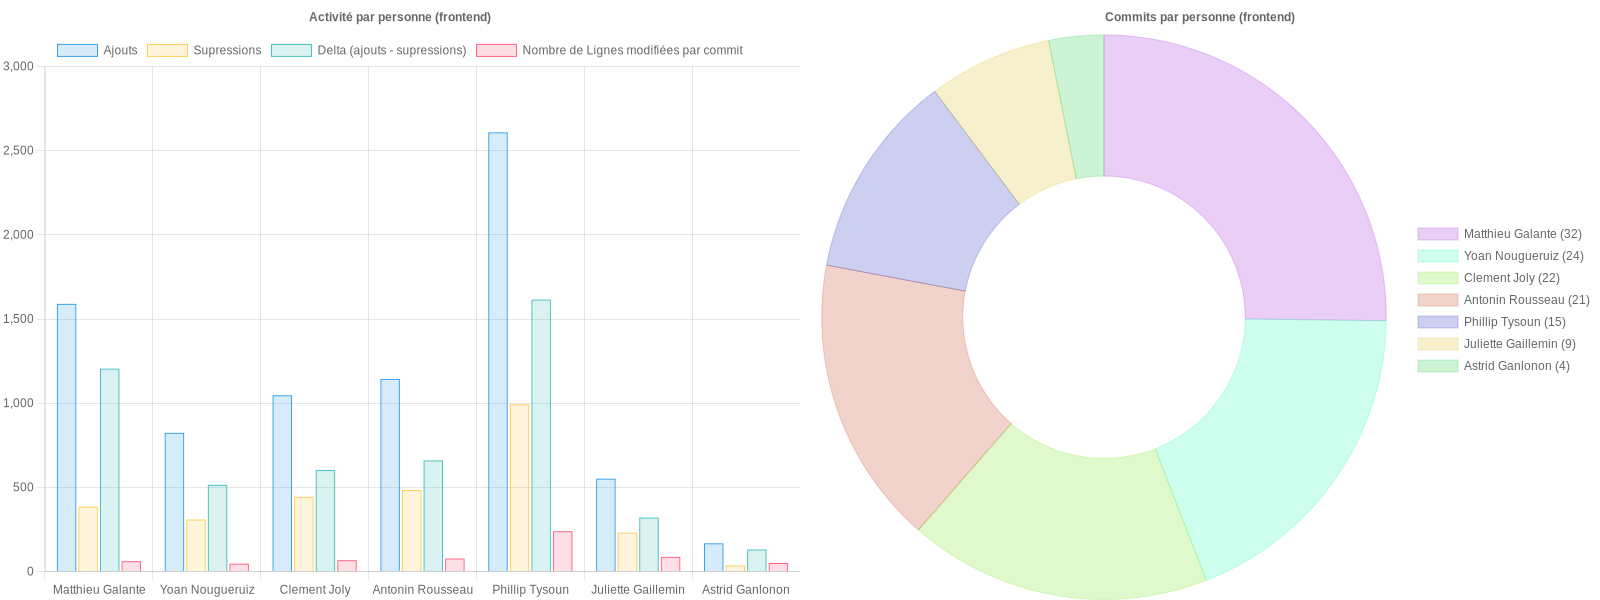 Activité par personne (frontend)
Ajouts
Supressions
Delta (ajouts - supressions)
Nombre de Lignes modifiées par commit
3,000
2,500
2,000
1,500
1,000
500
0
Matthieu Galante
Yoan Nougueruiz
Clement Joly
Antonin Rousseau
Phillip Tysoun
Juliette Gaillemin
Astrid Ganlonon
Commits par personne (frontend)
Matthieu Galante (32)
Yoan Nougueruiz (24)
Clement Joly (22)
Antonin Rousseau (21)
Phillip Tysoun (15)
Juliette Gaillemin (9)
Astrid Ganlonon (4)